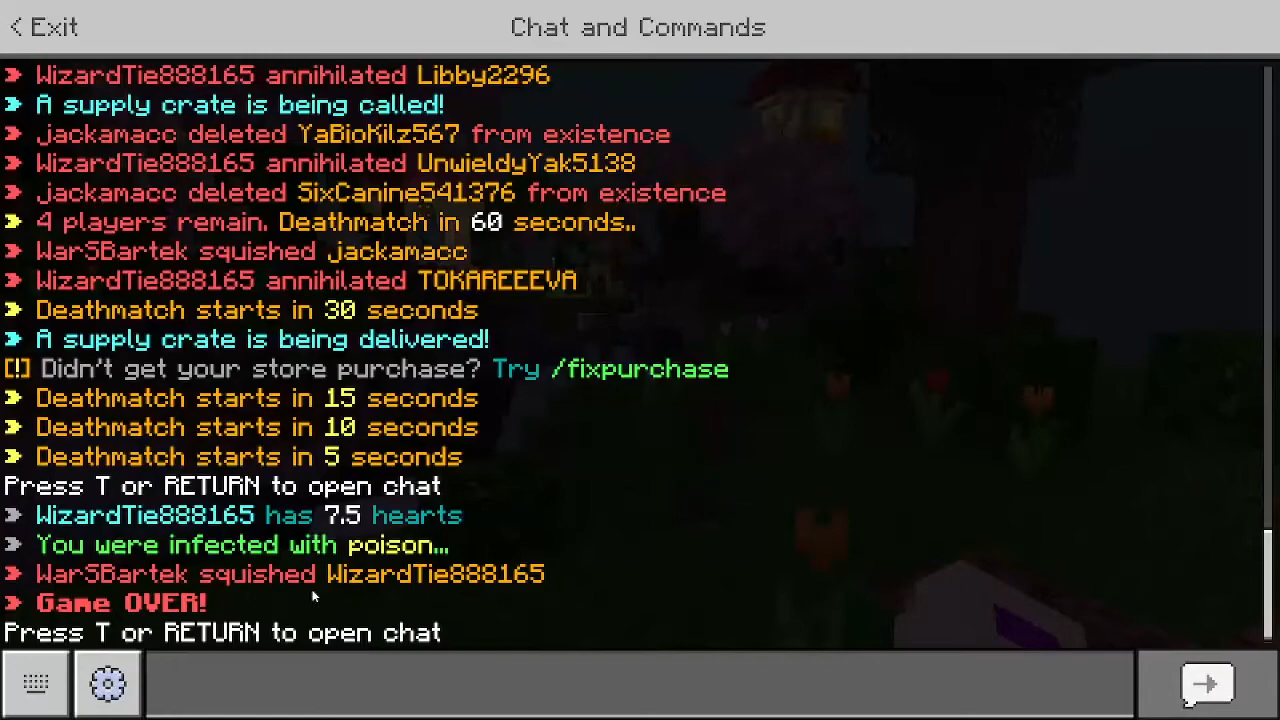 < Exit
Chat and Commands
WizardTie888165 annihilated Libby2296
A supply crate is being called!
jackamacc deleted YaBioKilz567 from existence
WizardTie888165 annihilated UnwieldyYak5138
jackamacc deleted SixCanine541376 from existence
4 players remain. Deathmatch in 60 seconds..
WarSBartek squished jackamacc
WizardTie888165 annihilated TOKAREEEVA
Deathmatch starts in 30 seconds
A supply crate is being delivered!
[!] Didn't get your store purchase? Try /fixpurchase
Deathmatch starts in 15 seconds
Deathmatch starts in 10 seconds
Deathmatch starts in 5 seconds
Press T or RETURN to open chat
WizardTie888165 has 7.5 hearts
You were infected with poison...
WarSBartek squished WizardTie888165
Game OVER!
Press T or RETURN to open chat